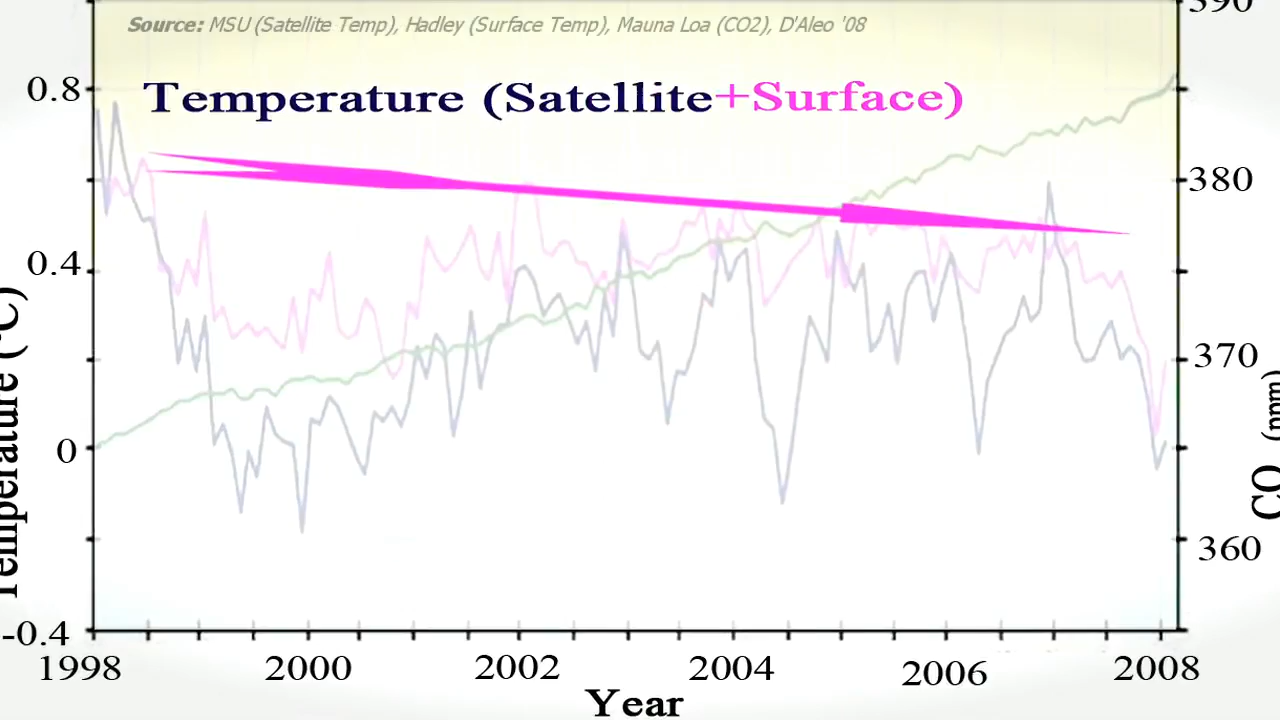 390
Source: MSU (Satellite Temp), Hadley (Surface Temp), Mauna Loa (CO2), D'Aleo '08
0.8
Temperature (Satellite+Surface)
380
0.4
Temperature (°C)
370
0
CO (ppm)
360
-0.4
1998 2000 2002 2004 2006 2008
Year